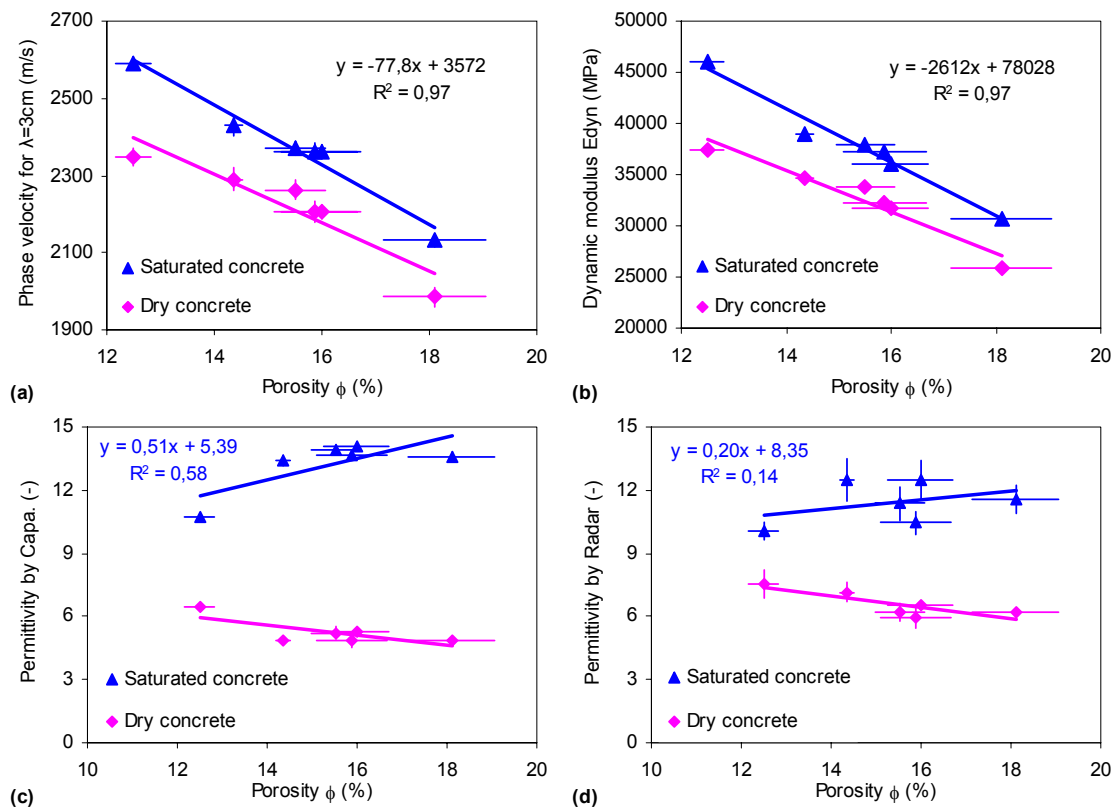 2700
2500
2300
2100
1900
Phase velocity for λ=3cm (m/s)
y = -77,8x + 3572
R² = 0,97
Saturated concrete
Dry concrete
12 14 16 18 20
Porosity ϕ (%)
(a)
50000
45000
40000
35000
30000
25000
20000
Dynamic modulus Edyn (MPa)
y = -2612x + 78028
R² = 0,97
Saturated concrete
Dry concrete
12 14 16 18 20
Porosity ϕ (%)
(b)
15
12
9
6
3
0
Permittivity by Capa. (-)
y = 0,51x + 5,39
R² = 0,58
Saturated concrete
Dry concrete
10 12 14 16 18 20
Porosity ϕ (%)
(c)
15
12
9
6
3
0
Permittivity by Radar (-)
y = 0,20x + 8,35
R² = 0,14
Saturated concrete
Dry concrete
10 12 14 16 18 20
Porosity ϕ (%)
(d)